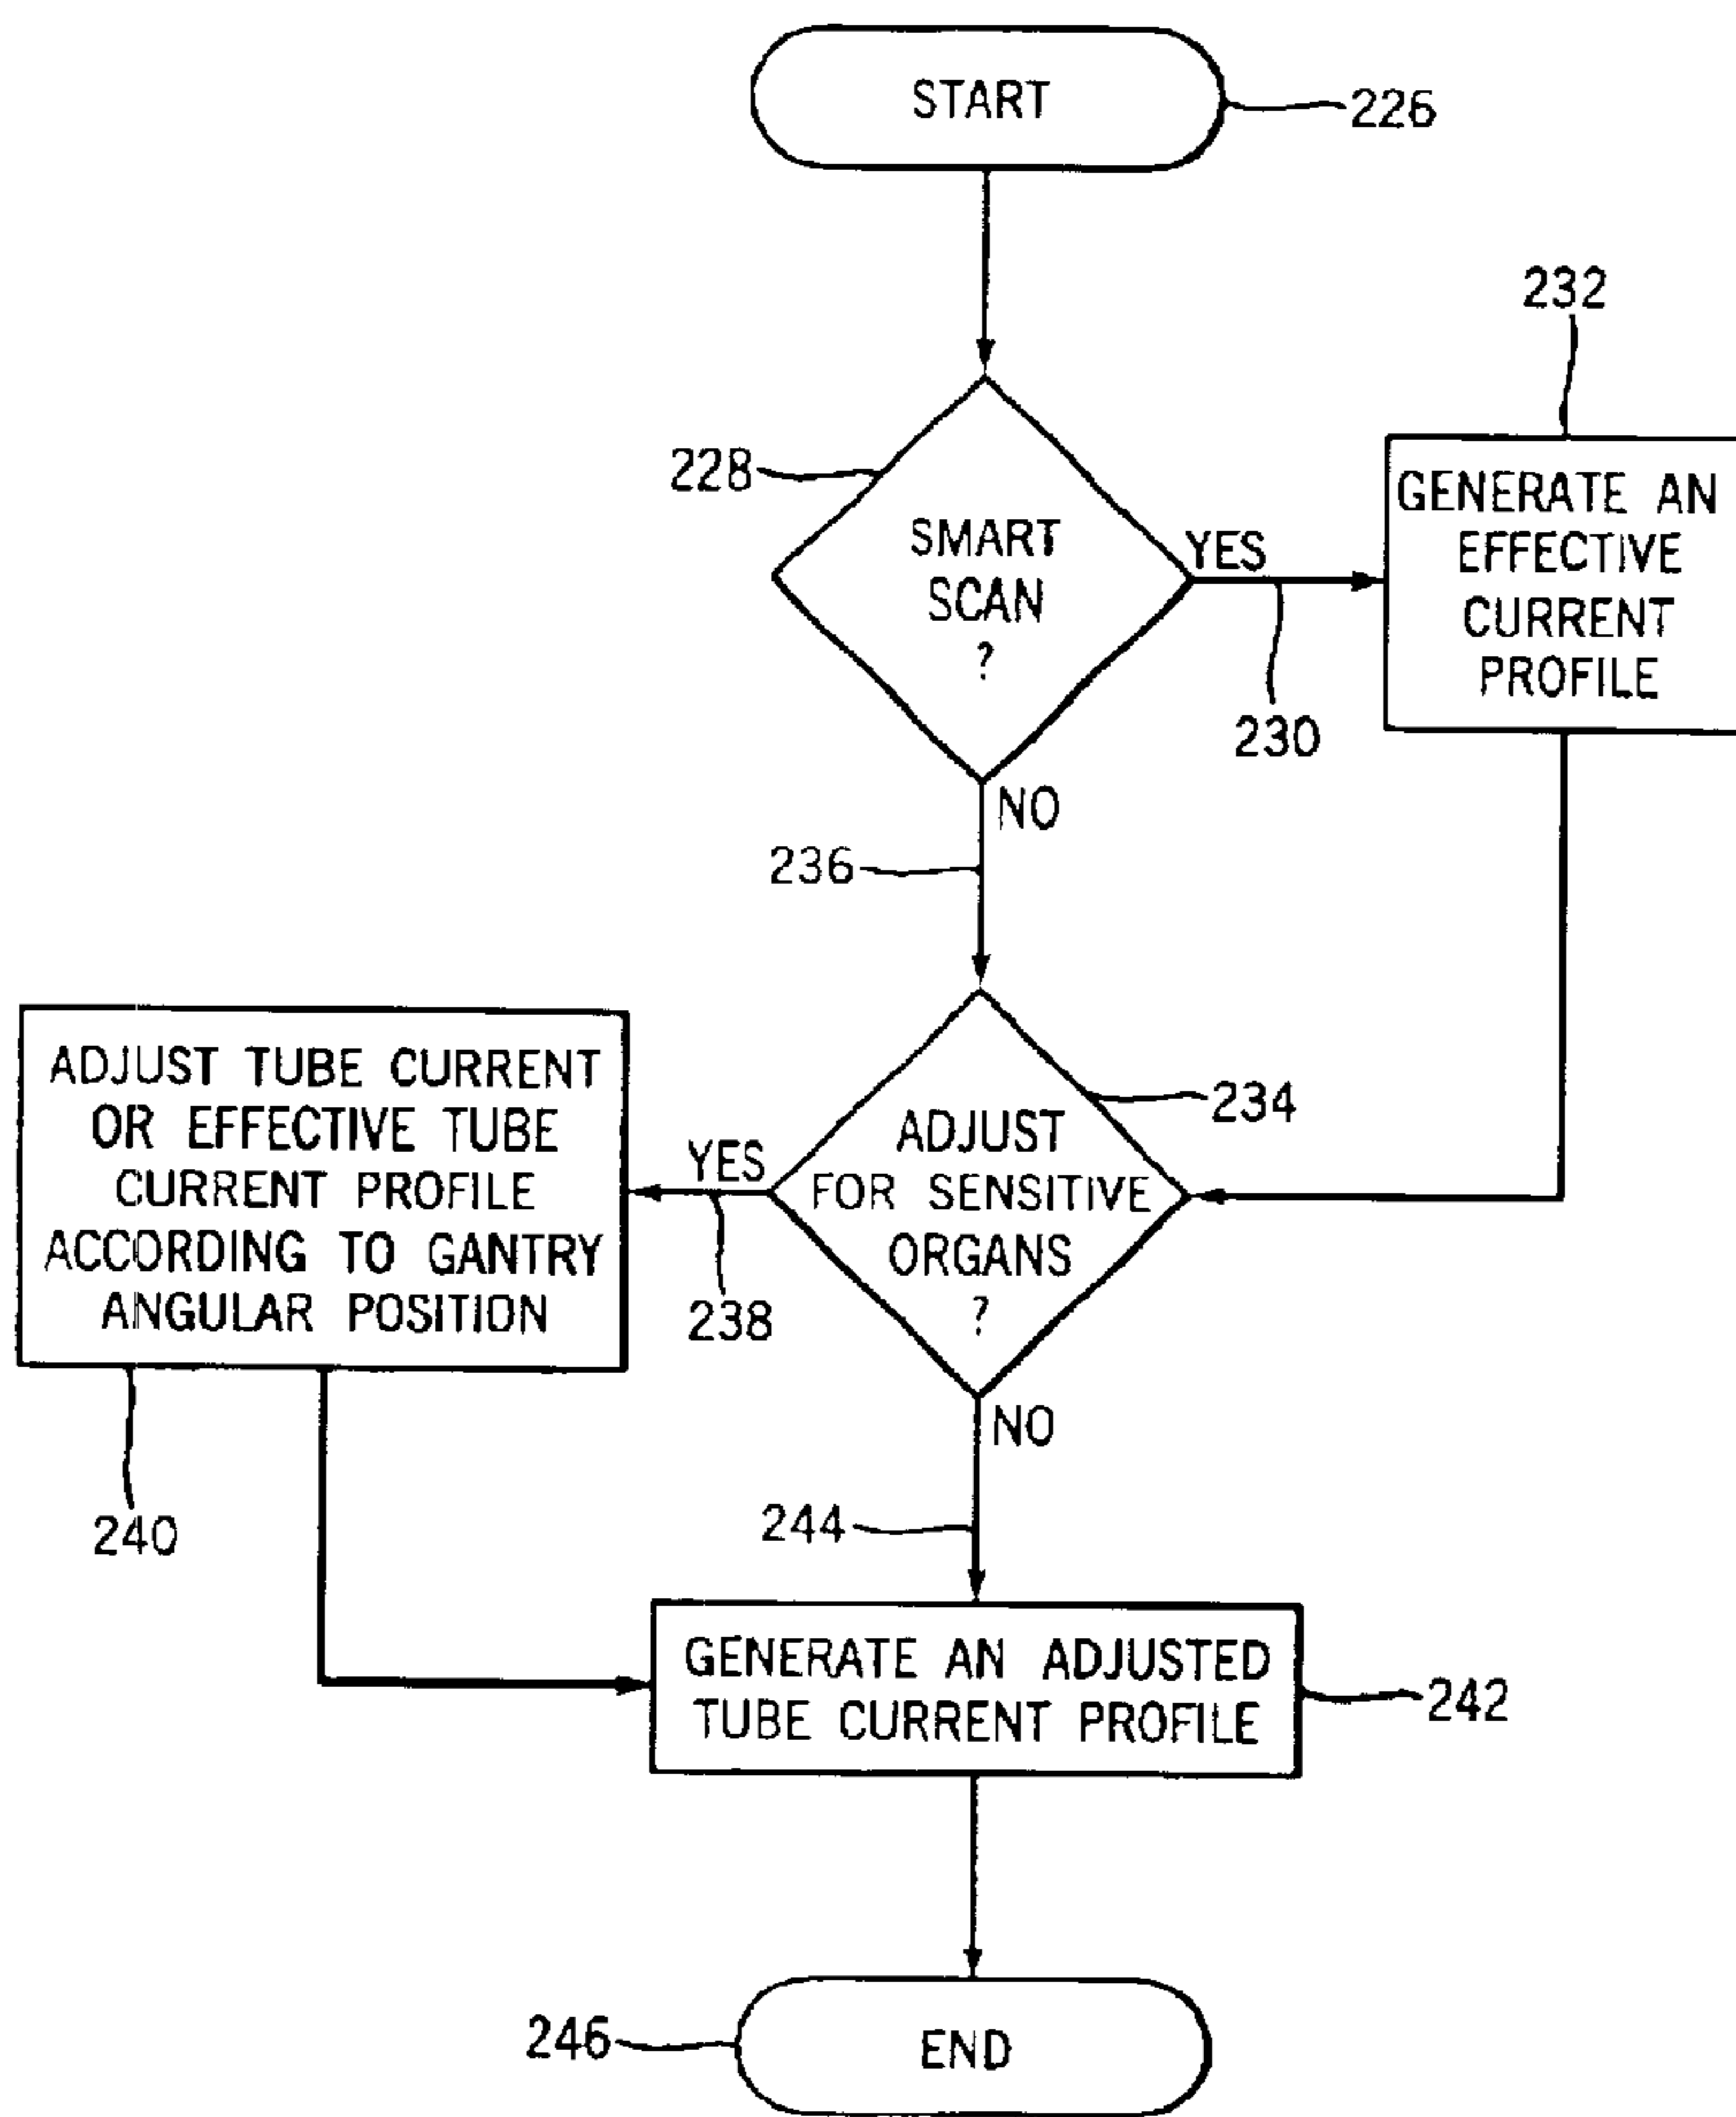 START
226
232
228
SMART
SCAN
?
YES
230
GENERATE AN
EFFECTIVE
CURRENT
PROFILE
NO
236
234
ADJUST
FOR SENSITIVE
ORGANS
?
YES
238
ADJUST TUBE CURRENT
OR EFFECTIVE TUBE
CURRENT PROFILE
ACCORDING TO GANTRY
ANGULAR POSITION
240
NO
244
GENERATE AN ADJUSTED
TUBE CURRENT PROFILE
242
246
END